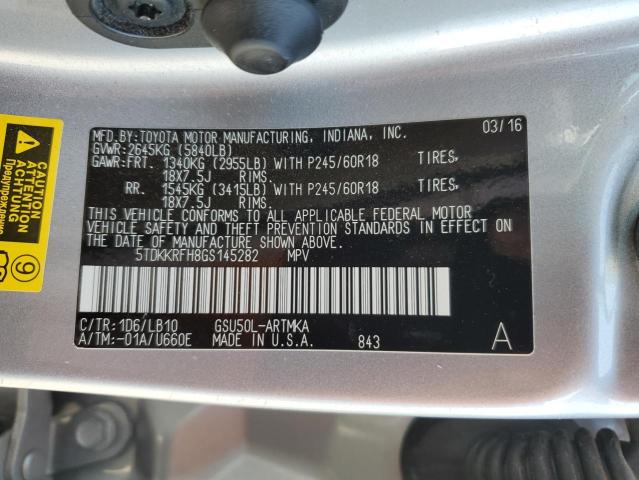 MFD.BY:TOYOTA MOTOR MANUFACTURING, INDIANA, INC. 03/16
GVWR:2645KG (5840LB)
GAWR:FRT. 1340KG (2955LB) WITH P245/60R18 TIRES,
18X7.5J RIMS.
RR. 1545KG (3415LB) WITH P245/60R18 TIRES,
18X7.5J RIMS.
THIS VEHICLE CONFORMS TO ALL APPLICABLE FEDERAL MOTOR
VEHICLE SAFETY AND THEFT PREVENTION STANDARDS IN EFFECT ON
THE DATE OF MANUFACTURE SHOWN ABOVE.
5TDKKRFH8GS145282 MPV
C/TR: 1D6/LB10 GSU50L-ARTMKA
A/TM:-01A/U660E MADE IN U.S.A. 843 A
CAUTION
ACHTUNG
ATTENTION
Предупреждение
9